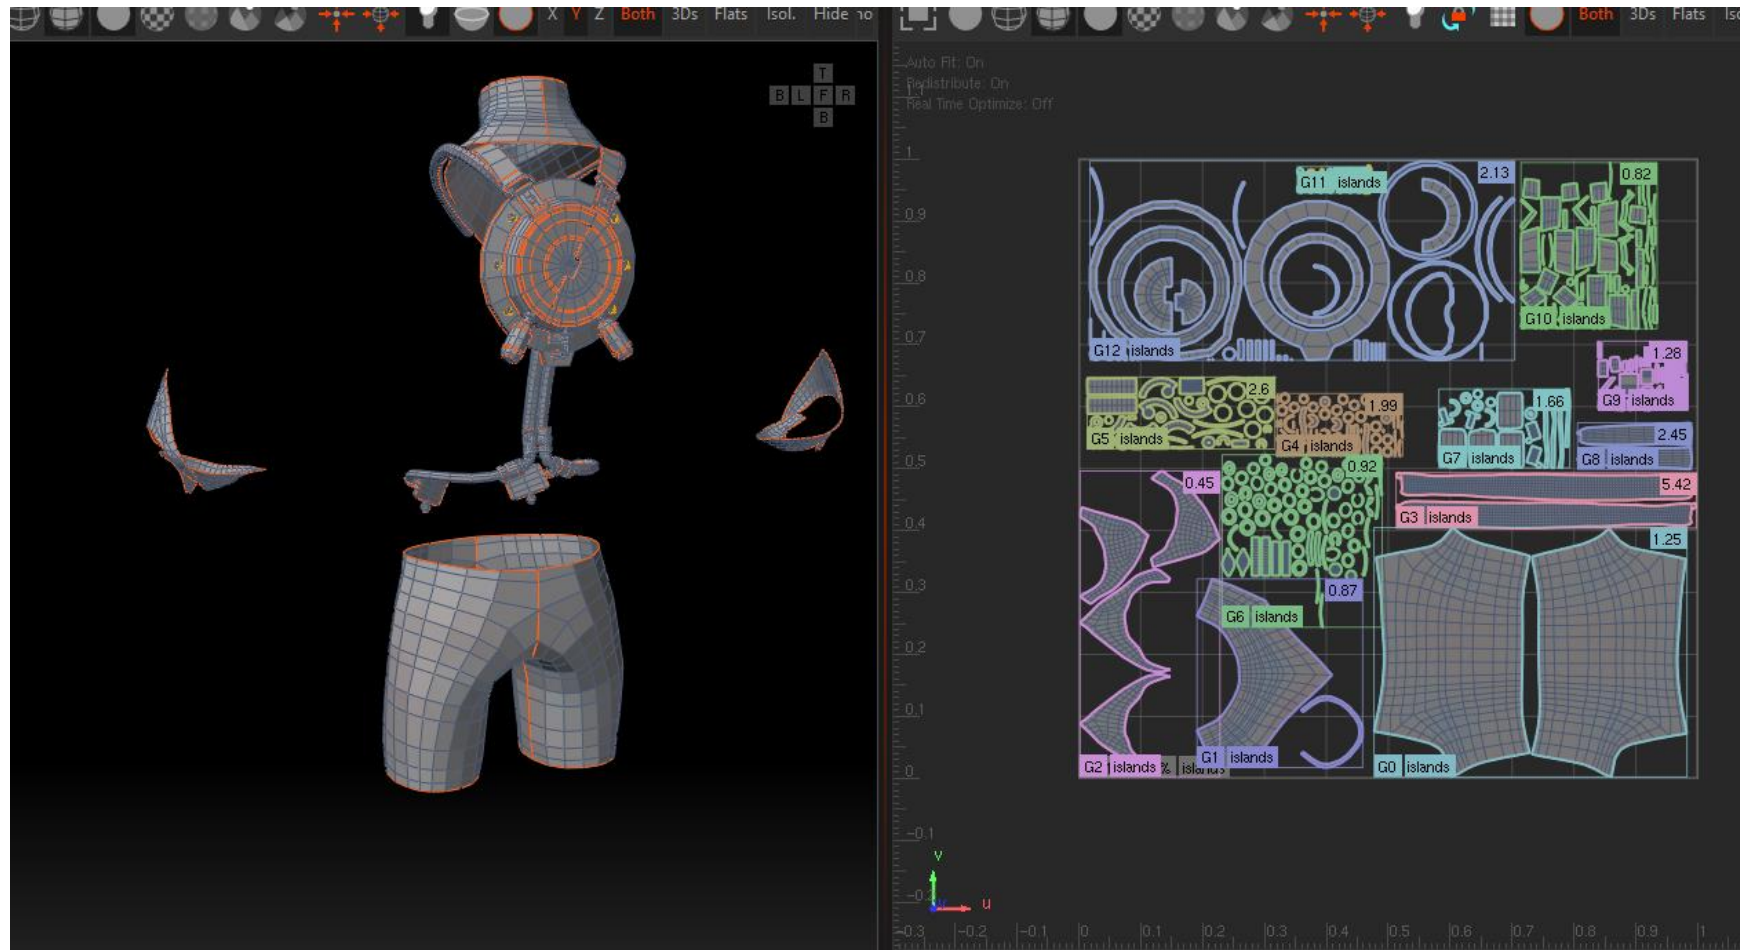 X Y Z Both 3Ds Flats Isol. Hide
Both 3Ds Flats
T
B L F R
B
Auto Fit: On
Redistribute: On
Real Time Optimize: Off
1.1
1
0.9
0.8
0.7
0.6
0.5
0.4
0.3
0.2
0.1
0
-0.1
G11 islands
2.13
0.82
G12 islands
G10 islands
1.28
G9 islands
2.6
G5 islands
1.99
G4 islands
1.66
G7 islands
2.45
G8 islands
0.45
0.92
5.42
G3 islands
1.25
0.87
G6 islands
G2 islands
% islands
G1 islands
G0 islands
v
u
-0.3 -0.2 -0.1 0 0.1 0.2 0.3 0.4 0.5 0.6 0.7 0.8 0.9 1